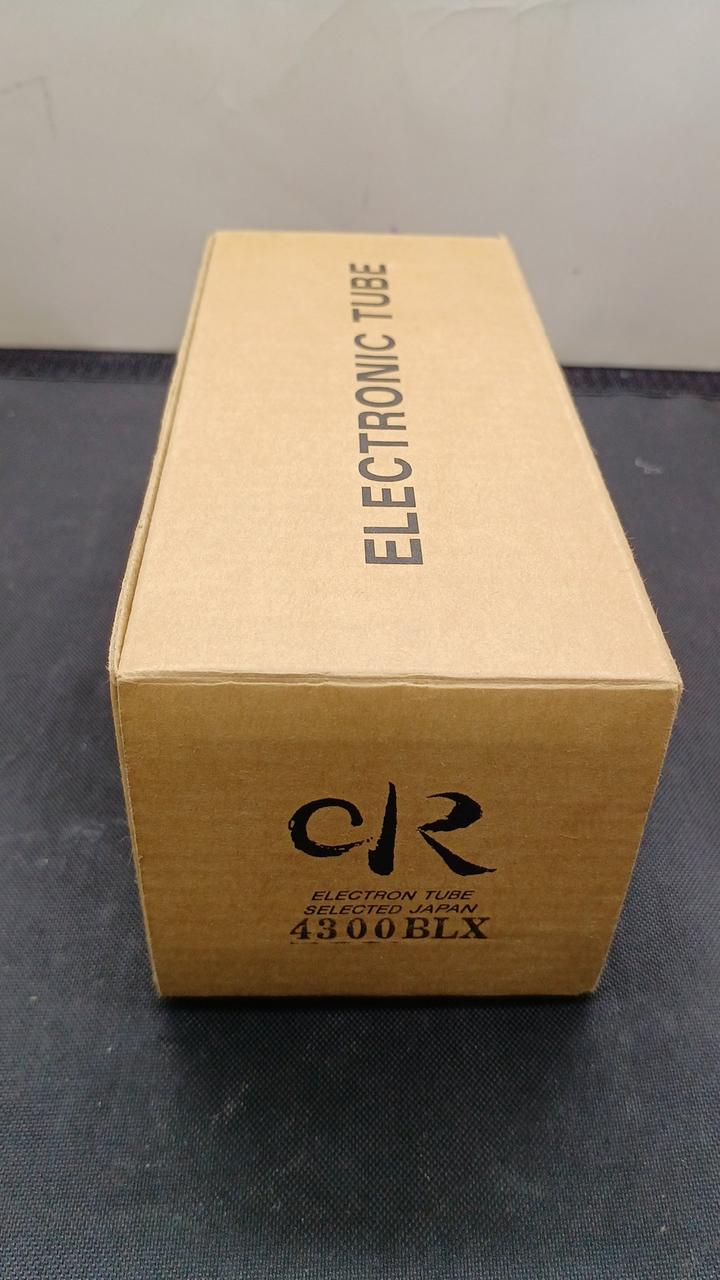 ELECTRONIC TUBE
CR
ELECTRON TUBE
SELECTED JAPAN
4300BLX